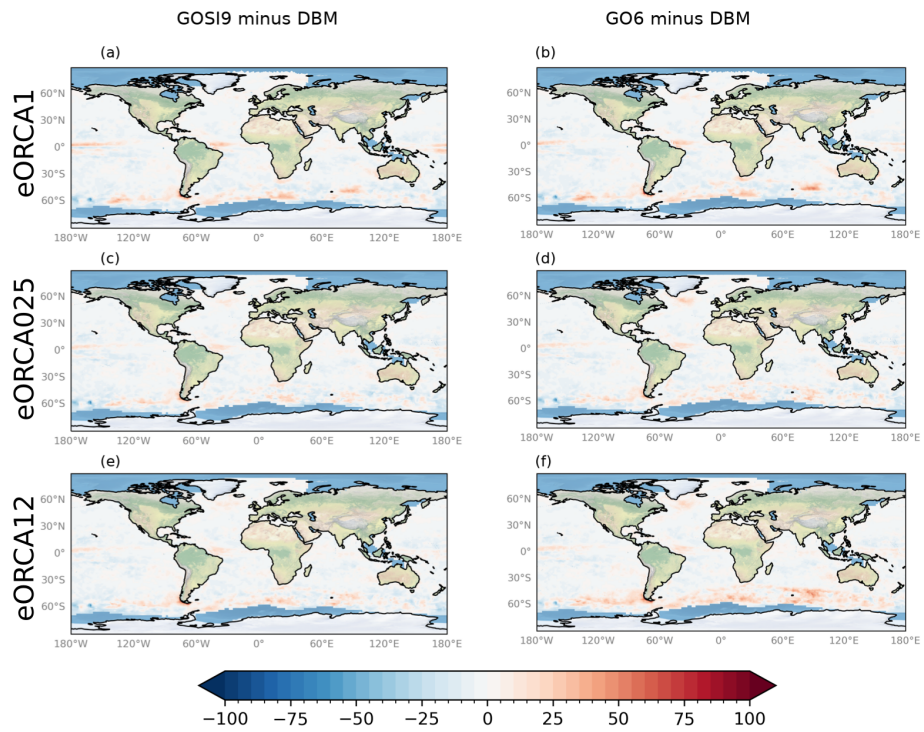 GOSI9 minus DBM GO6 minus DBM
(a) (b)
eORCA1
60°N 60°N
30°N 30°N
0° 0°
30°S 30°S
60°S 60°S
180°W 120°W 60°W 0° 60°E 120°E 180°E 180°W 120°W 60°W 0° 60°E 120°E 180°E
(c) (d)
eORCA025
60°N 60°N
30°N 30°N
0° 0°
30°S 30°S
60°S 60°S
180°W 120°W 60°W 0° 60°E 120°E 180°E 180°W 120°W 60°W 0° 60°E 120°E 180°E
(e) (f)
eORCA12
60°N 60°N
30°N 30°N
0° 0°
30°S 30°S
60°S 60°S
180°W 120°W 60°W 0° 60°E 120°E 180°E 180°W 120°W 60°W 0° 60°E 120°E 180°E
−100 −75 −50 −25 0 25 50 75 100